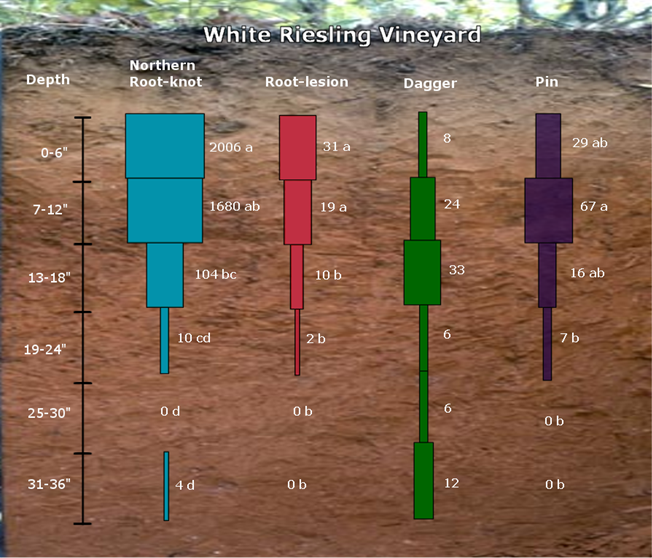 White Riesling Vineyard
Depth
Northern
Root-knot
Root-lesion
Dagger
Pin
0-6"
2006 a
31 a
8
29 ab
7-12"
1680 ab
19 a
24
67 a
13-18"
104 bc
10 b
33
16 ab
19-24"
10 cd
2 b
6
7 b
25-30"
0 d
0 b
6
0 b
31-36"
4 d
0 b
12
0 b